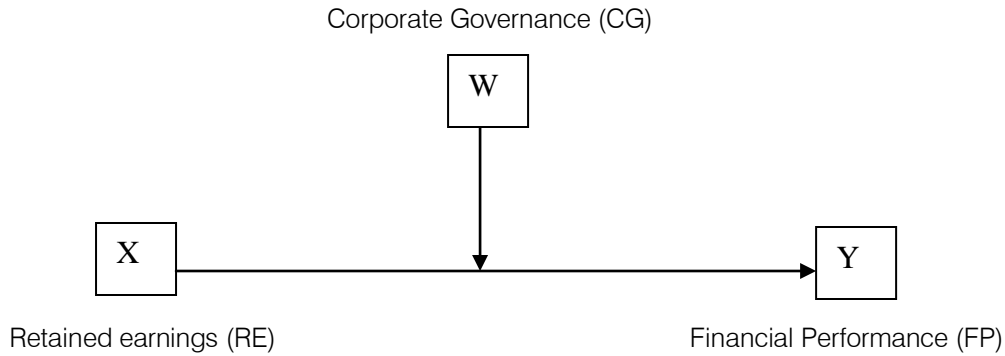 Corporate Governance (CG)
W
X
Y
Retained earnings (RE)
Financial Performance (FP)